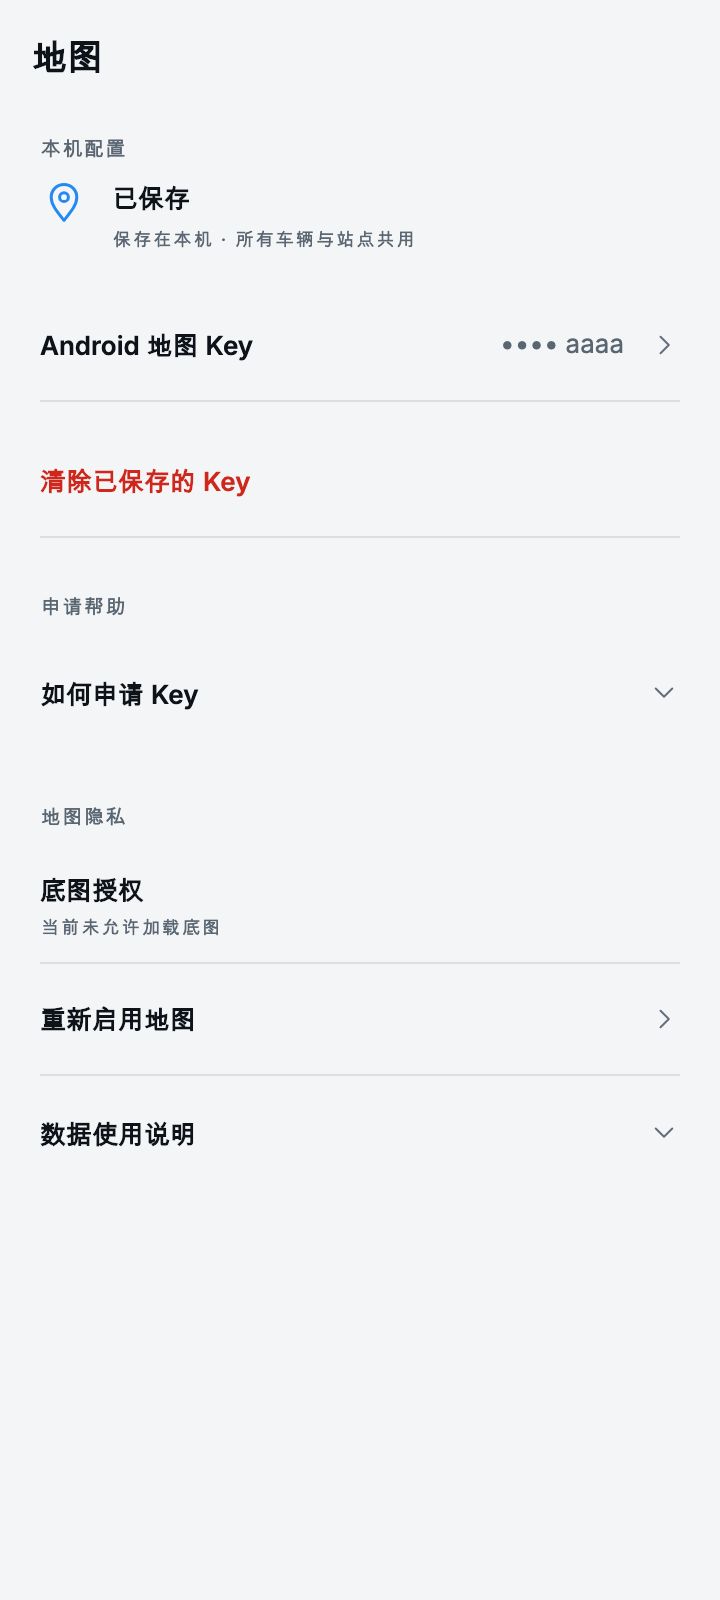 地图
本机配置
已保存
保存在本机 · 所有车辆与站点共用
Android 地图 Key •••• aaaa
清除已保存的 Key
申请帮助
如何申请 Key
地图隐私
底图授权
当前未允许加载底图
重新启用地图
数据使用说明